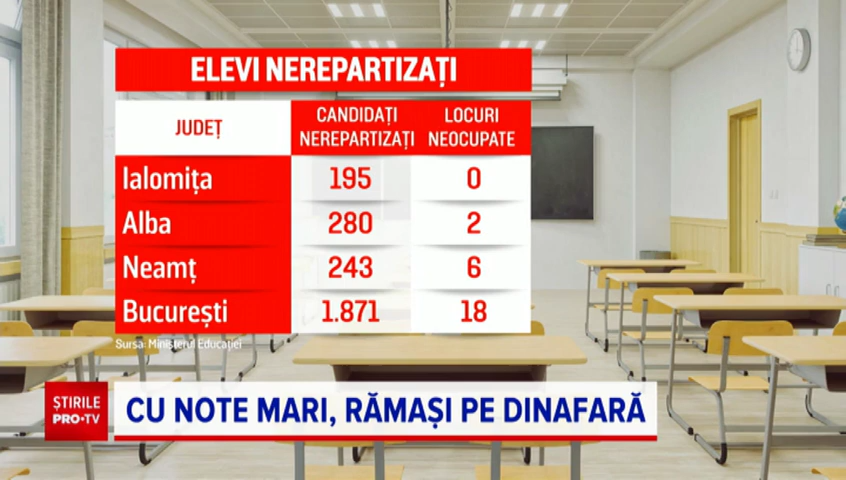 ELEVI NEREPARTIZAȚI
JUDEȚ
CANDIDAȚI
NEREPARTIZAȚI
LOCURI
NEOCUPATE
Ialomița 195 0
Alba 280 2
Neamț 243 6
București 1.871 18
Sursa: Ministerul Educației
ȘTIRILE
PRO•TV
CU NOTE MARI, RĂMAȘI PE DINAFARĂ